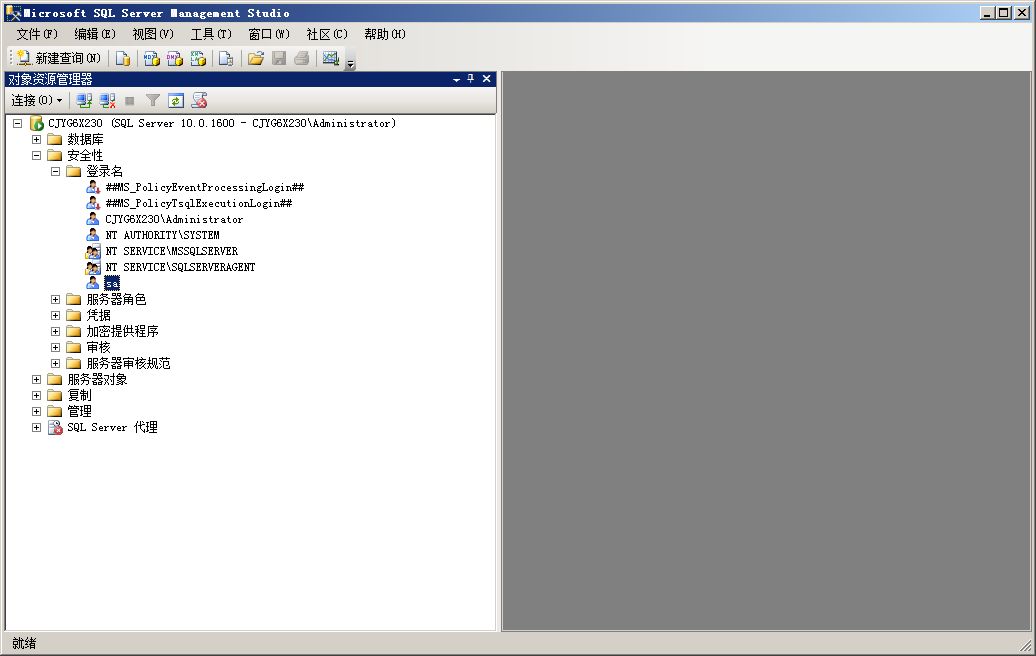 Microsoft SQL Server Management Studio
文件(F) 编辑(E) 视图(V) 工具(T) 窗口(W) 社区(C) 帮助(H)
新建查询(N)
对象资源管理器
连接(O)
CJYG6X230 (SQL Server 10.0.1600 - CJYG6X230\Administrator)
数据库
安全性
登录名
##MS_PolicyEventProcessingLogin##
##MS_PolicyTsqlExecutionLogin##
CJYG6X230\Administrator
NT AUTHORITY\SYSTEM
NT SERVICE\MSSQLSERVER
NT SERVICE\SQLSERVERAGENT
sa
服务器角色
凭据
加密提供程序
审核
服务器审核规范
服务器对象
复制
管理
SQL Server 代理
就绪